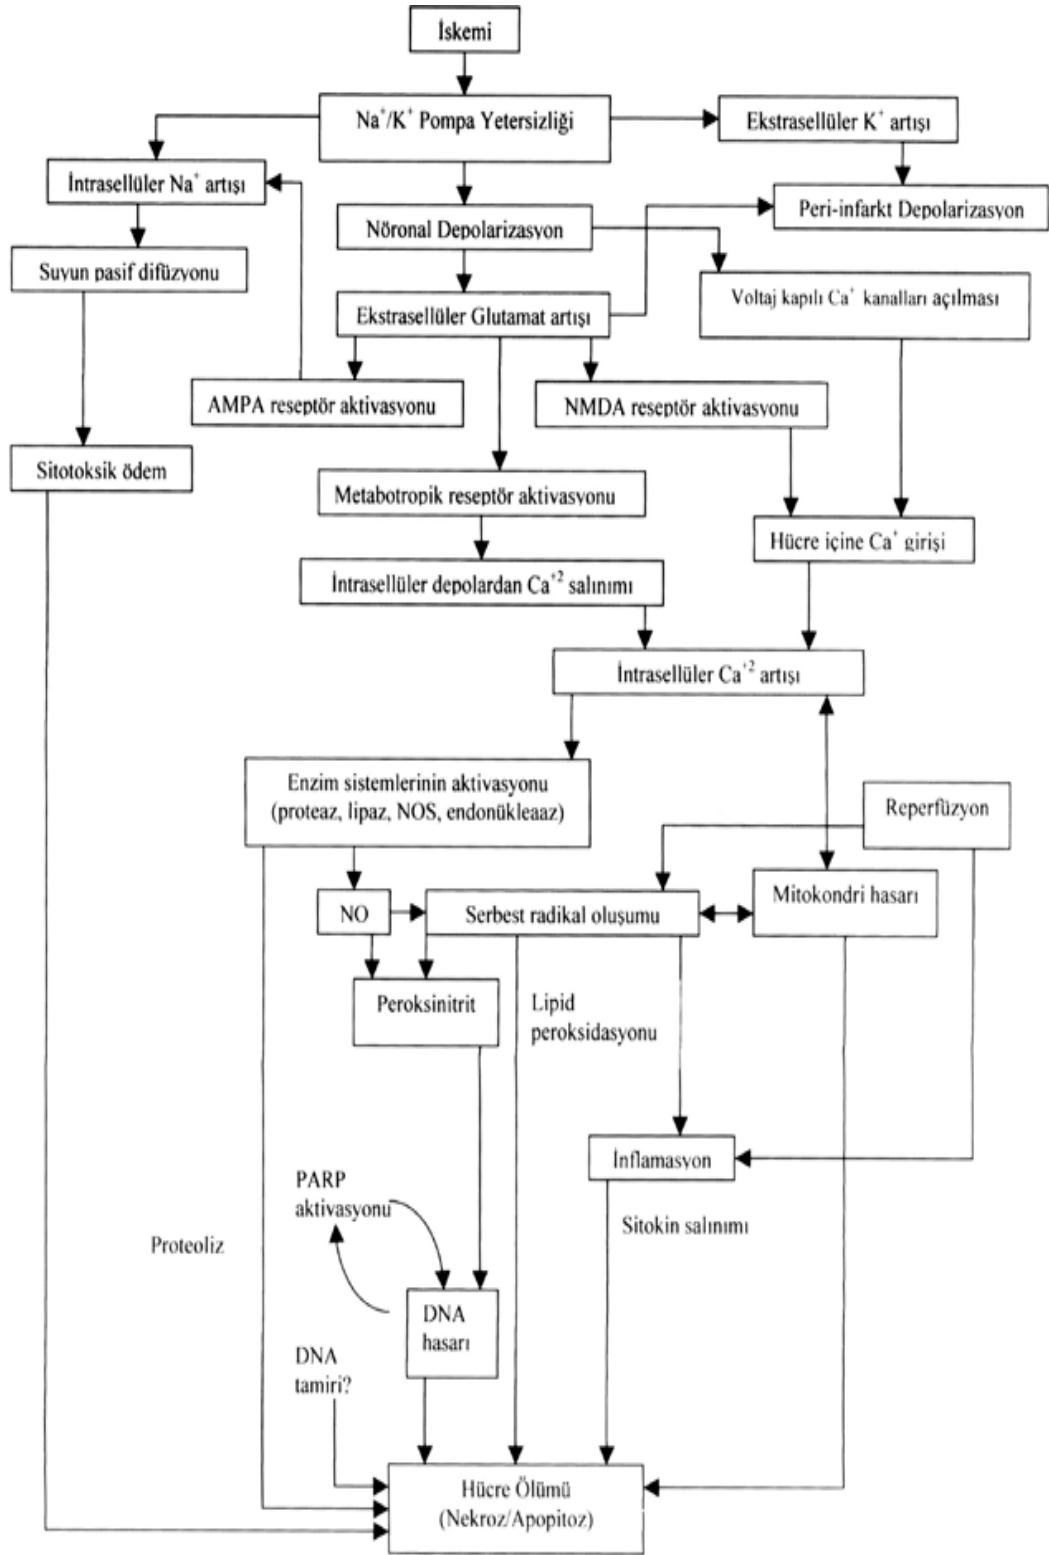 İskemi
Na⁺/K⁺ Pompa Yetersizliği
Ekstrasellüler K⁺ artışı
İntrasellüler Na⁺ artışı
Peri-infarkt Depolarizasyon
Nöronal Depolarizasyon
Suyun pasif difüzyonu
Voltaj kapılı Ca⁺ kanalları açılması
Ekstrasellüler Glutamat artışı
AMPA reseptör aktivasyonu
NMDA reseptör aktivasyonu
Sitotoksik ödem
Metabotropik reseptör aktivasyonu
Hücre içine Ca⁺ girişi
İntrasellüler depolardan Ca⁺² salınımı
İntrasellüler Ca⁺² artışı
Enzim sistemlerinin aktivasyonu
(proteaz, lipaz, NOS, endonükleaaz)
Reperfüzyon
Mitokondri hasarı
NO
Serbest radikal oluşumu
Peroksinitrit
Lipid
peroksidasyonu
İnflamasyon
PARP
aktivasyonu
Sitokin salınımı
Proteoliz
DNA
hasarı
DNA
tamiri?
Hücre Ölümü
(Nekroz/Apopitoz)